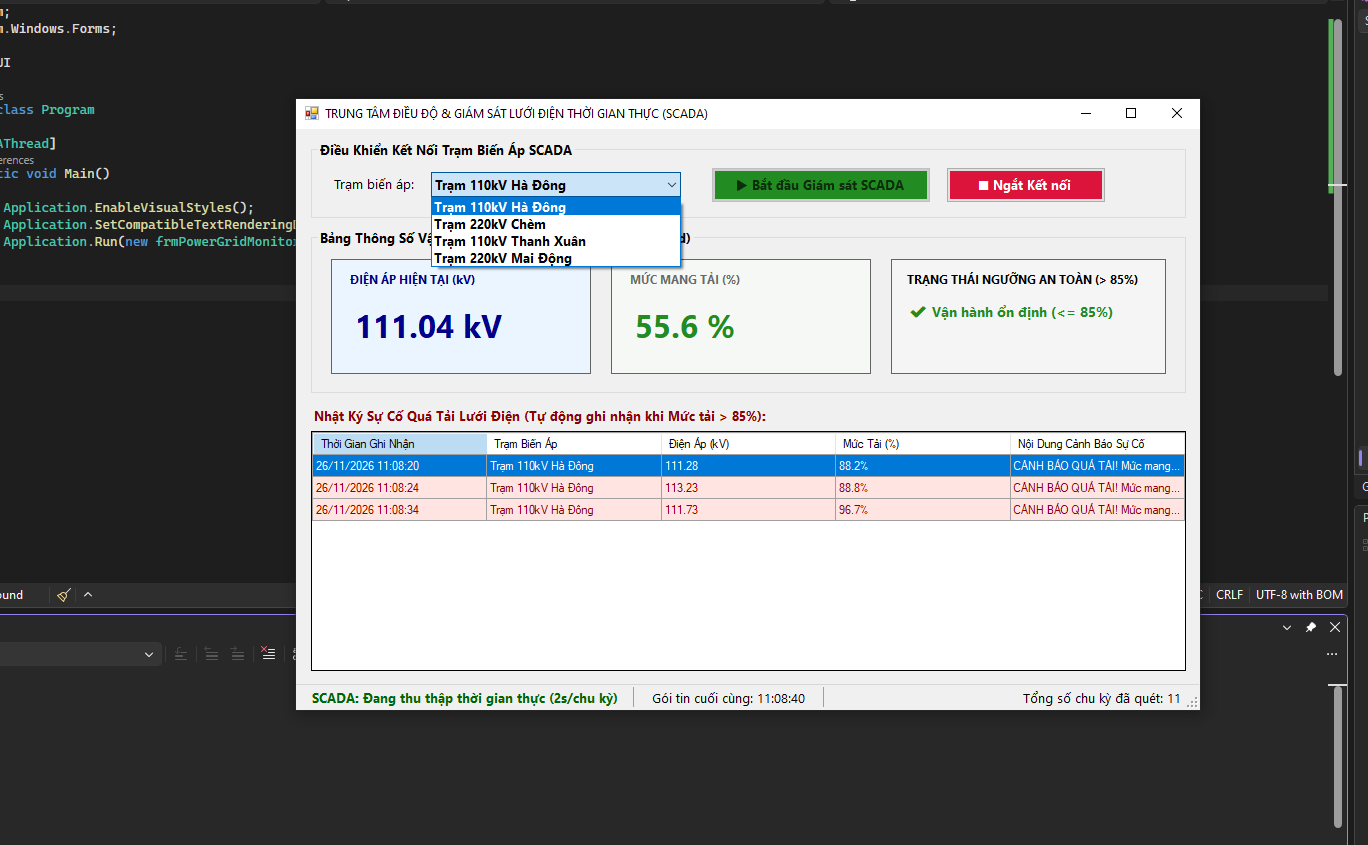 .Windows.Forms;
UI
class Program
AThread]
erences
tic void Main()
Application.EnableVisualStyles();
Application.SetCompatibleTextRendering
Application.Run(new frmPowerGridMonitor
TRUNG TÂM ĐIỀU ĐỘ & GIÁM SÁT LƯỚI ĐIỆN THỜI GIAN THỰC (SCADA)
Điều Khiển Kết Nối Trạm Biến Áp SCADA
Trạm biến áp:
Trạm 110kV Hà Đông
▶ Bắt đầu Giám sát SCADA
■ Ngắt Kết nối
Trạm 110kV Hà Đông
Trạm 220kV Chèm
Trạm 110kV Thanh Xuân
Trạm 220kV Mai Động
Bảng Thông Số Vậ
d)
ĐIỆN ÁP HIỆN TẠI (kV)
111.04 kV
MỨC MANG TẢI (%)
55.6 %
TRẠNG THÁI NGƯỠNG AN TOÀN (> 85%)
✔ Vận hành ổn định (<= 85%)
Nhật Ký Sự Cố Quá Tải Lưới Điện (Tự động ghi nhận khi Mức tải > 85%):
Thời Gian Ghi Nhận Trạm Biến Áp Điện Áp (kV) Mức Tải (%) Nội Dung Cảnh Báo Sự Cố
26/11/2026 11:08:20 Trạm 110kV Hà Đông 111.28 88.2% CẢNH BÁO QUÁ TẢI! Mức mang...
26/11/2026 11:08:24 Trạm 110kV Hà Đông 113.23 88.8% CẢNH BÁO QUÁ TẢI! Mức mang...
26/11/2026 11:08:34 Trạm 110kV Hà Đông 111.73 96.7% CẢNH BÁO QUÁ TẢI! Mức mang...
SCADA: Đang thu thập thời gian thực (2s/chu kỳ)
Gói tin cuối cùng: 11:08:40
Tổng số chu kỳ đã quét: 11
ound
CRLF
UTF-8 with BOM